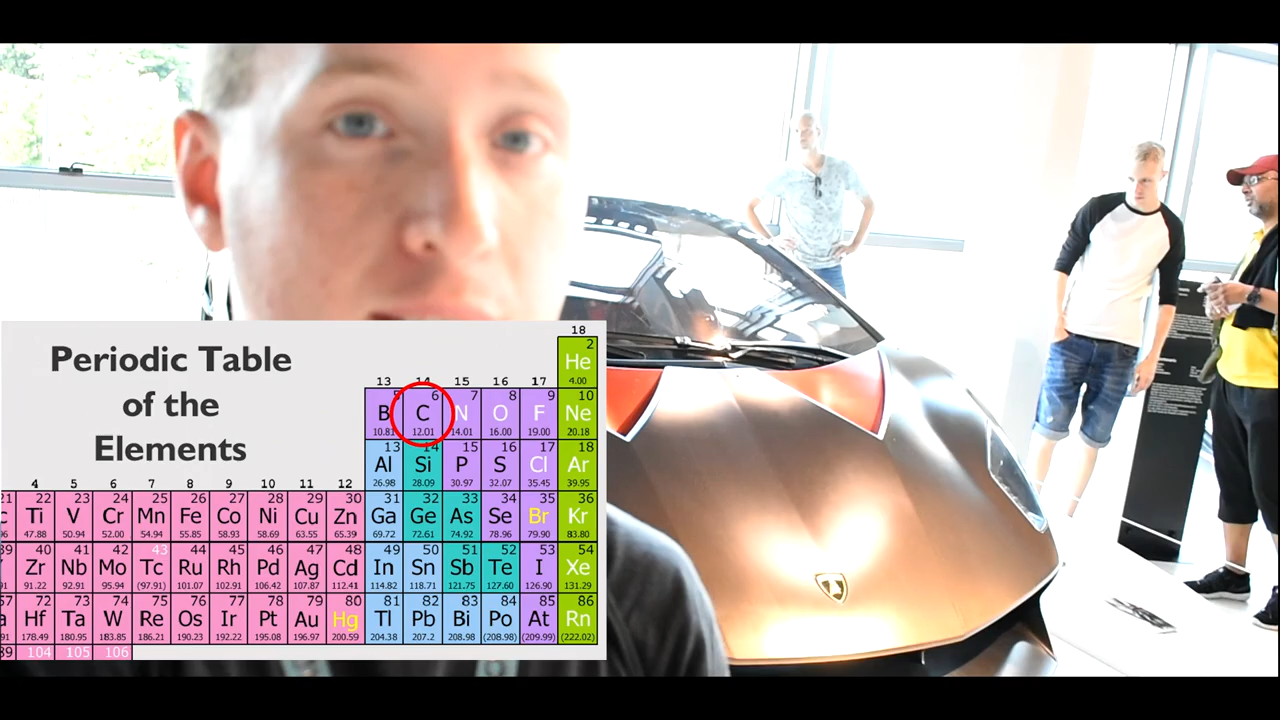 18
2
Periodic Table
He
13 14 15 16 17 4.00
5 6 7 8 9 10
of the
B C N O F Ne
10.81 12.01 14.01 16.00 19.00 20.18
13 14 15 16 17 18
Elements
Al Si P S Cl Ar
4 5 6 7 8 9 10 11 12 26.98 28.09 30.97 32.07 35.45 39.95
21 22 23 24 25 26 27 28 29 30 31 32 33 34 35 36
Ti V Cr Mn Fe Co Ni Cu Zn Ga Ge As Se Br Kr
47.88 50.94 52.00 54.94 55.85 58.93 58.69 63.55 65.39 69.72 72.61 74.92 78.96 79.90 83.80
39 40 41 42 43 44 45 46 47 48 49 50 51 52 53 54
Zr Nb Mo Tc Ru Rh Pd Ag Cd In Sn Sb Te I Xe
91.22 92.91 95.94 (97.91) 101.07 102.91 106.42 107.87 112.41 114.82 118.71 121.75 127.60 126.90 131.29
57 72 73 74 75 76 77 78 79 80 81 82 83 84 85 86
Hf Ta W Re Os Ir Pt Au Hg Tl Pb Bi Po At Rn
178.49 180.95 183.85 186.21 190.23 192.22 195.08 196.97 200.59 204.38 207.2 208.98 (208.98) (209.99) (222.02)
89 104 105 106